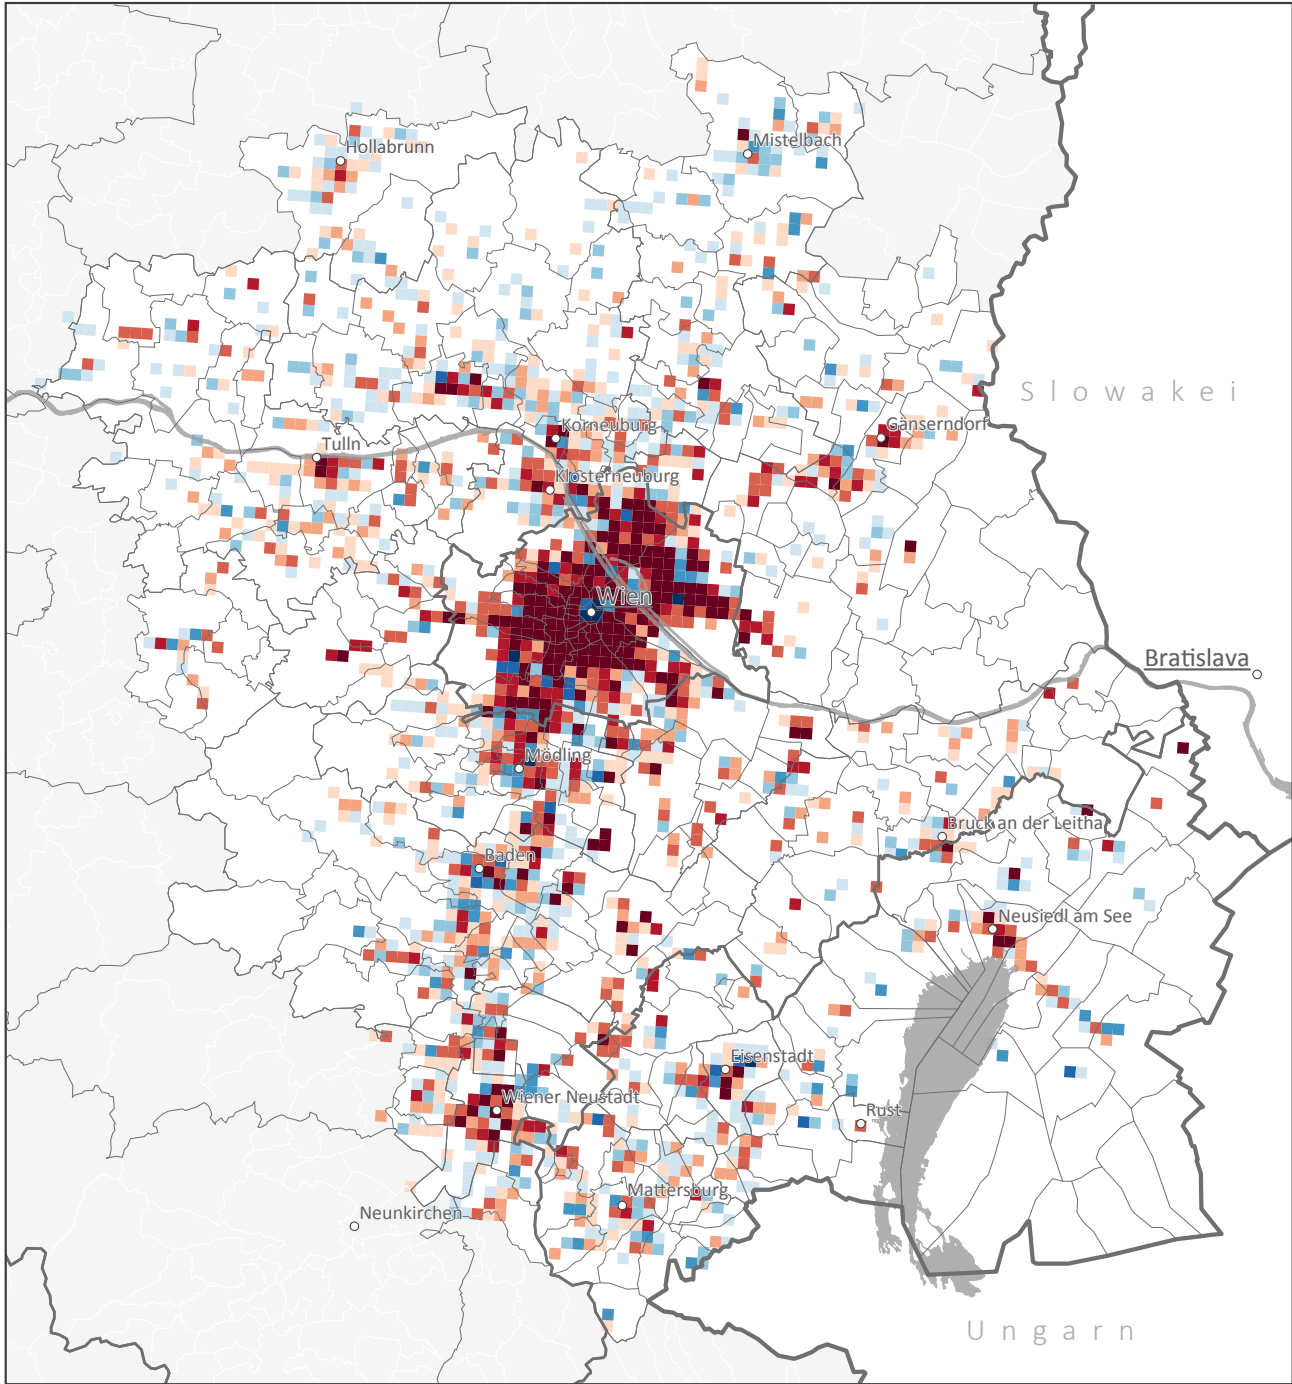 Hollabrunn
Mistelbach
Slowakei
Korneuburg
Gänserndorf
Tulln
Klosterneuburg
Wien
Bratislava
Mödling
Bruck an der Leitha
Baden
Neusiedl am See
Eisenstadt
Wiener Neustadt
Rust
Mattersburg
Neunkirchen
Ungarn